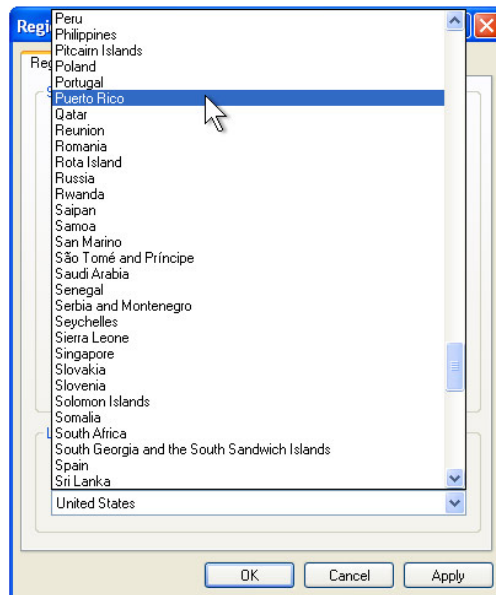 Regi
Peru
Philippines
Pitcairn Islands
Poland
Portugal
Puerto Rico
Qatar
Reunion
Romania
Rota Island
Russia
Rwanda
Saipan
Samoa
San Marino
São Tomé and Príncipe
Saudi Arabia
Senegal
Serbia and Montenegro
Seychelles
Sierra Leone
Singapore
Slovakia
Slovenia
Solomon Islands
Somalia
South Africa
South Georgia and the South Sandwich Islands
Spain
Sri Lanka
United States
OK Cancel Apply